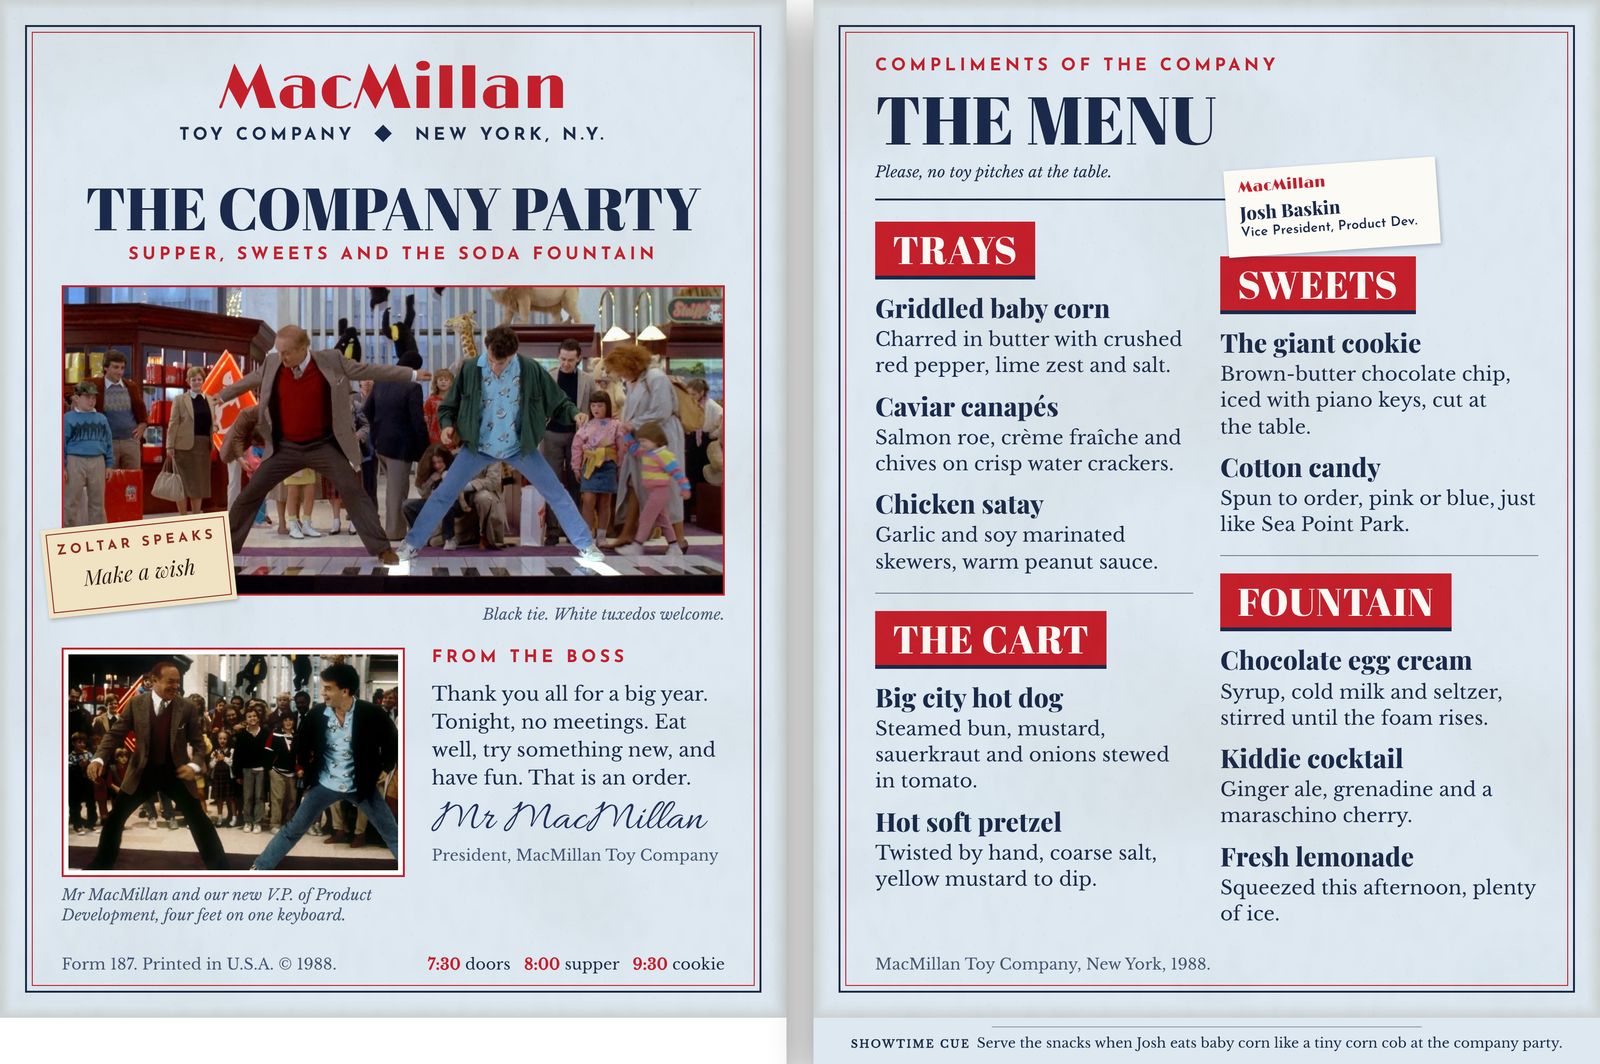 MacMillan
TOY COMPANY ◆ NEW YORK, N.Y.
THE COMPANY PARTY
SUPPER, SWEETS AND THE SODA FOUNTAIN
ZOLTAR SPEAKS
Make a wish
Black tie. White tuxedos welcome.
Mr MacMillan and our new V.P. of Product
Development, four feet on one keyboard.
FROM THE BOSS
Thank you all for a big year.
Tonight, no meetings. Eat
well, try something new, and
have fun. That is an order.
Mr MacMillan
President, MacMillan Toy Company
Form 187. Printed in U.S.A. © 1988.
7:30 doors 8:00 supper 9:30 cookie
COMPLIMENTS OF THE COMPANY
THE MENU
Please, no toy pitches at the table.
MacMillan
Josh Baskin
Vice President, Product Dev.
TRAYS
Griddled baby corn
Charred in butter with crushed
red pepper, lime zest and salt.
Caviar canapés
Salmon roe, crème fraîche and
chives on crisp water crackers.
Chicken satay
Garlic and soy marinated
skewers, warm peanut sauce.
THE CART
Big city hot dog
Steamed bun, mustard,
sauerkraut and onions stewed
in tomato.
Hot soft pretzel
Twisted by hand, coarse salt,
yellow mustard to dip.
SWEETS
The giant cookie
Brown-butter chocolate chip,
iced with piano keys, cut at
the table.
Cotton candy
Spun to order, pink or blue, just
like Sea Point Park.
FOUNTAIN
Chocolate egg cream
Syrup, cold milk and seltzer,
stirred until the foam rises.
Kiddie cocktail
Ginger ale, grenadine and a
maraschino cherry.
Fresh lemonade
Squeezed this afternoon, plenty
of ice.
MacMillan Toy Company, New York, 1988.
SHOWTIME CUE Serve the snacks when Josh eats baby corn like a tiny corn cob at the company party.